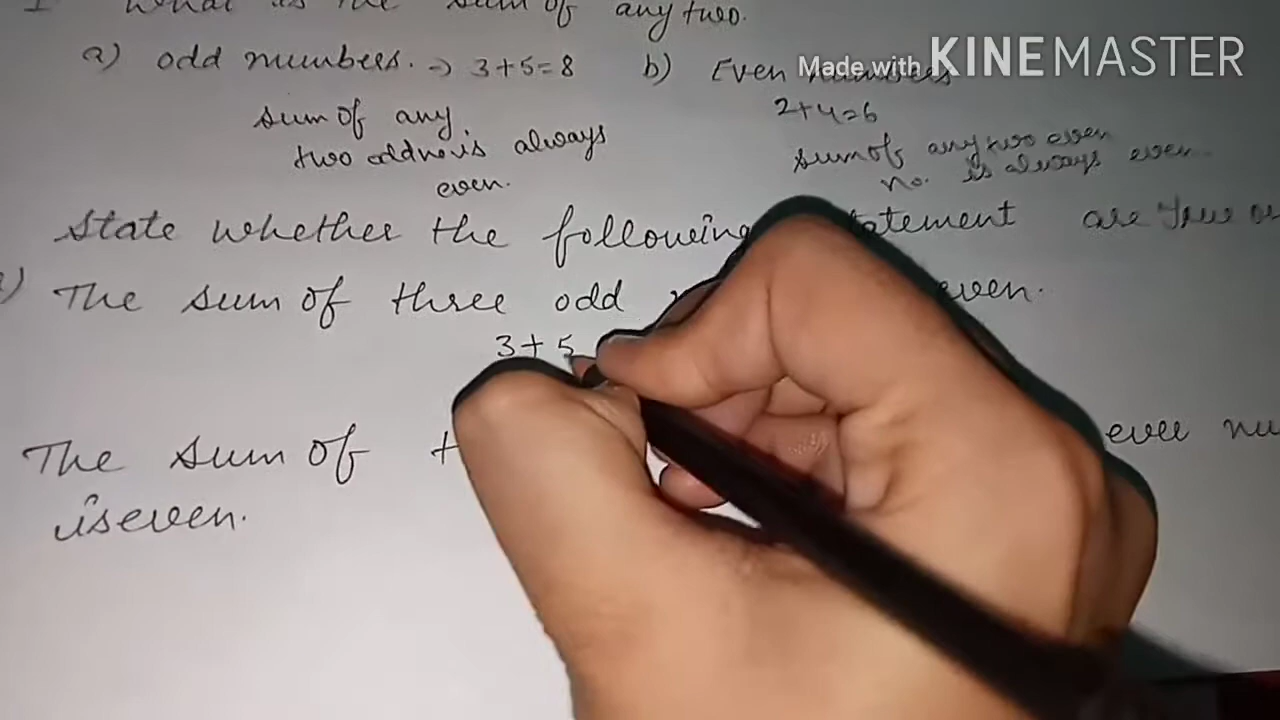 1 What is the sum of any two.
a) odd numbers. → 3+5=8 b) Even numbers
Made with KINEMASTER
sum of any
two odd no is always
even.
2+4=6
sum of any two even
no. is always even.
State whether the following statement are True or
a) The sum of three odd even.
3+5
The sum of
is even.